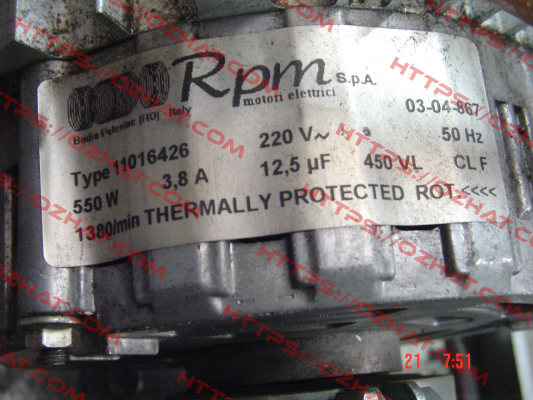 Rpm S.p.A.
motori elettrici
Badia Polesine (RO) - Italy
03-04-867
Type 11016426
220 V~
50 Hz
550 W
3,8 A
12,5 µF
450 VL
CL F
1380/min THERMALLY PROTECTED ROT.<<<<
HTTPS://OZHAT.COM
21 7:51